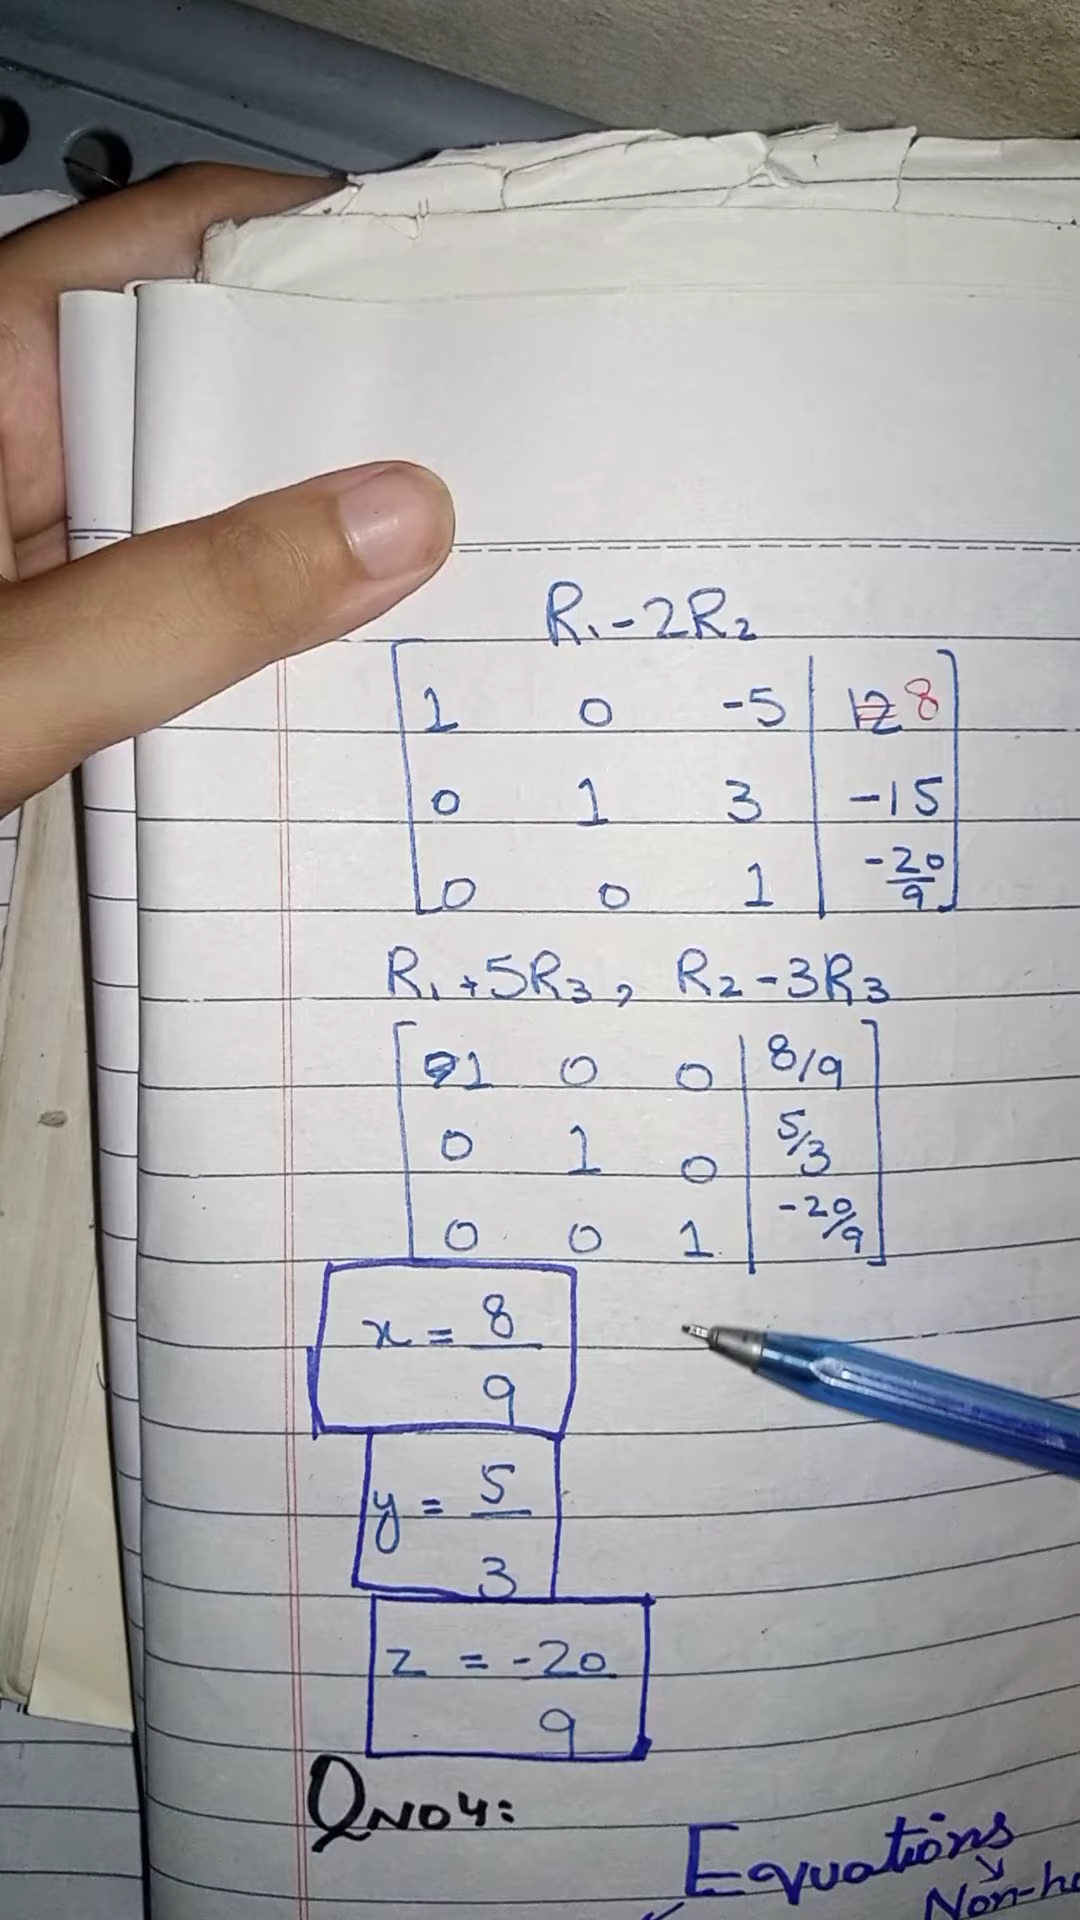 R1-2R2
1 0 -5 | 12 8
0 1 3 | -15
0 0 1 | -20/9
R1+5R3, R2-3R3
1 0 0 | 8/9
0 1 0 | 5/3
0 0 1 | -20/9
x = 8/9
y = 5/3
z = -20/9
QNO4:
Equations
Non-h